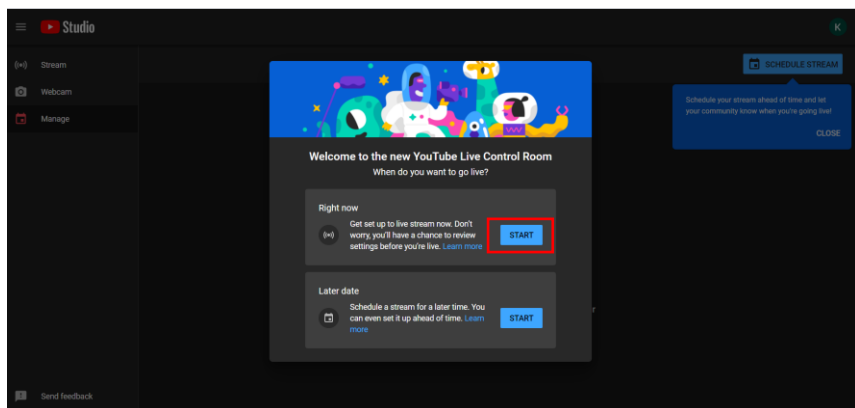 Studio
K
Stream
Webcam
Manage
SCHEDULE STREAM
Schedule your stream ahead of time and let
your community know when you're going live!
CLOSE
Welcome to the new YouTube Live Control Room
When do you want to go live?
Right now
Get set up to live stream now. Don't
worry, you'll have a chance to review
settings before you're live. Learn more
START
Later date
Schedule a stream for a later time. You
can even set it up ahead of time. Learn
more
START
Send feedback